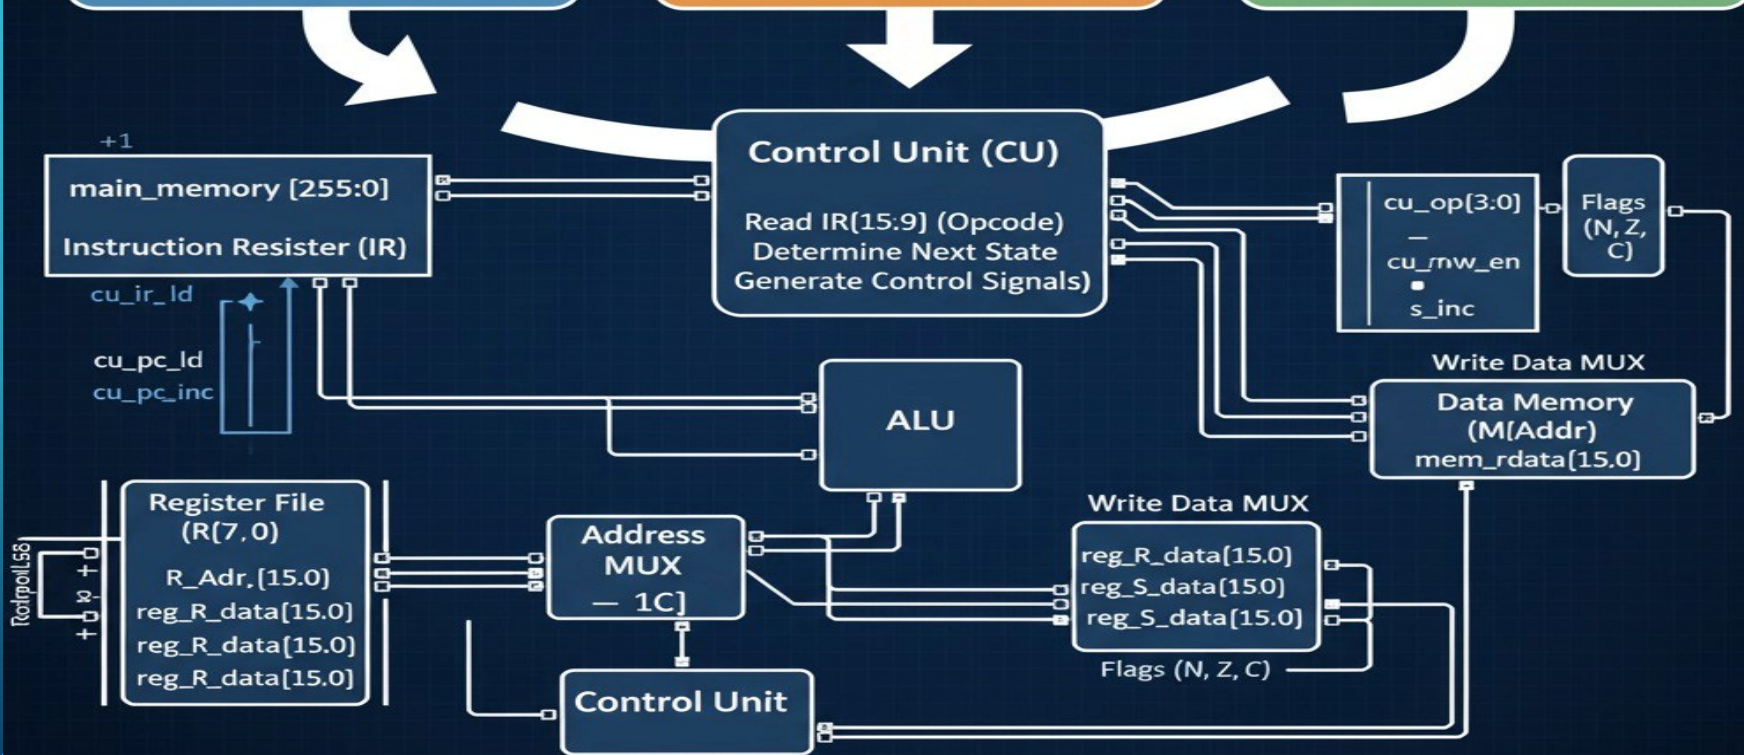 +1
main_memory [255:0]
Instruction Resister (IR)
cu_ir_ld
cu_pc_ld
cu_pc_inc
Control Unit (CU)
Read IR[15:9] (Opcode)
Determine Next State
Generate Control Signals)
cu_op[3:0]
cu_mw_en
s_inc
Flags
(N, Z,
C)
Write Data MUX
Data Memory
(M[Addr)
mem_rdata[15.0]
ALU
Register File
(R[7,0)
R_Adr,[15.0)
reg_R_data[15.0]
reg_R_data[15.0]
reg_R_data[15.0]
Address
MUX
— 1C]
Control Unit
Write Data MUX
reg_R_data[15.0]
reg_S_data[15.0]
reg_S_data[15.0]
Flags (N, Z, C)